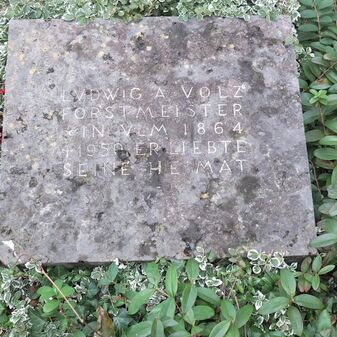 LVDWIG A. VOLZ
FORSTMEISTER
* IN VLM 1864
† 1950 ER LIEBTE
SEINE HEIMAT